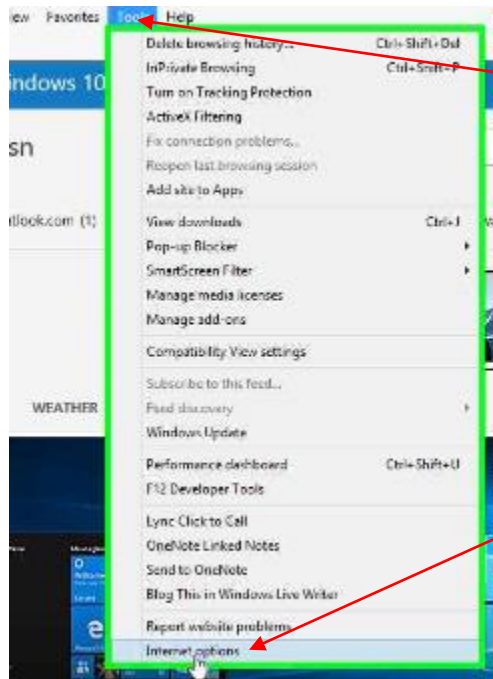 ew Favorites Tools Help
Delete browsing history... Ctrl+Shift+Del
InPrivate Browsing Ctrl+Shift+P
indows 10
Turn on Tracking Protection
ActiveX Filtering
sn
Fix connection problems...
Reopen last browsing session
Add site to Apps
tlook.com (1)
View downloads Ctrl+J
Pop-up Blocker
SmartScreen Filter
Manage media licenses
Manage add-ons
Compatibility View settings
Subscribe to this feed...
WEATHER
Feed discovery
Windows Update
Performance dashboard Ctrl+Shift+U
F12 Developer Tools
Lync Click to Call
OneNote Linked Notes
Send to OneNote
Blog This in Windows Live Writer
Report website problems
Internet options